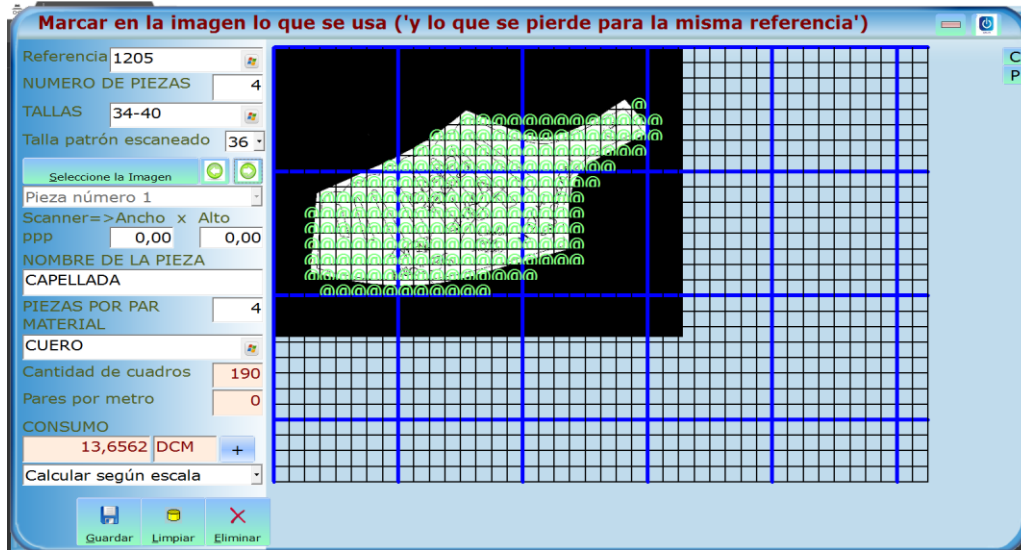 Marcar en la imagen lo que se usa ('y lo que se pierde para la misma referencia')
Referencia 1205
NUMERO DE PIEZAS 4
TALLAS 34-40
Talla patrón escaneado 36
Seleccione la Imagen
Pieza número 1
Scanner=>Ancho x Alto
ppp 0,00 0,00
NOMBRE DE LA PIEZA
CAPELLADA
PIEZAS POR PAR 4
MATERIAL
CUERO
Cantidad de cuadros 190
Pares por metro 0
CONSUMO
13,6562 DCM +
Calcular según escala
Guardar Limpiar Eliminar
C
P